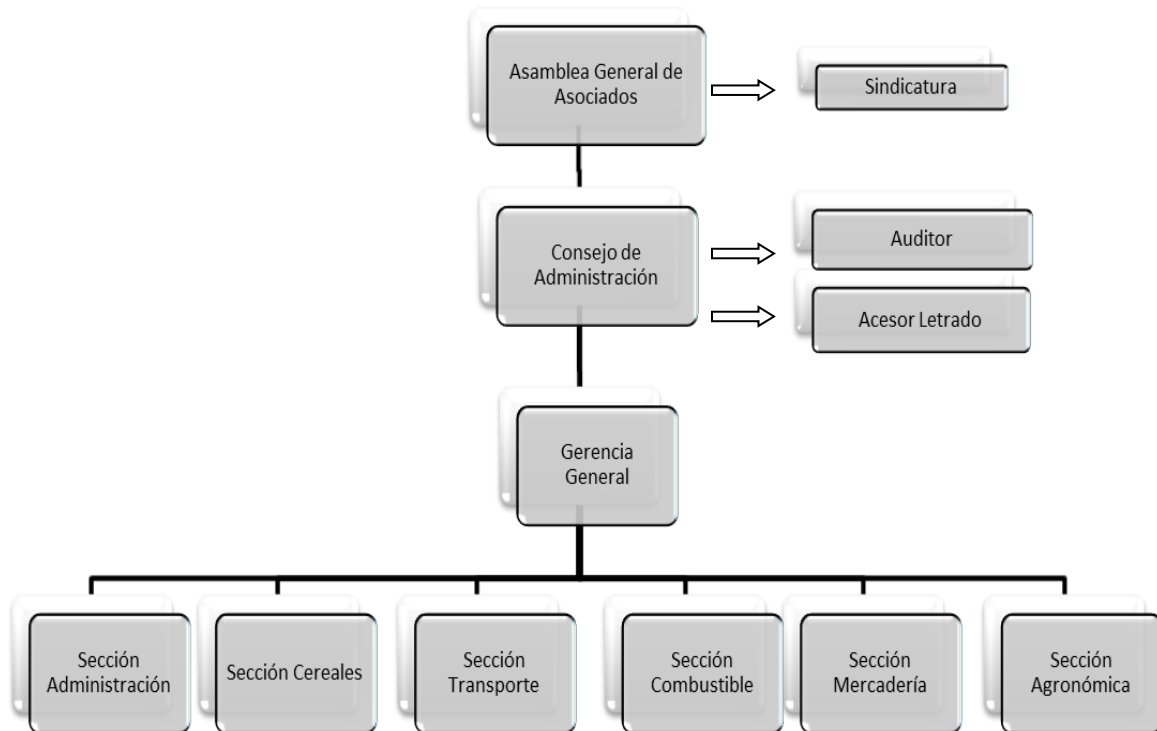 Asamblea General de
Asociados
Sindicatura
Consejo de
Administración
Auditor
Acesor Letrado
Gerencia
General
Sección
Administración
Sección Cereales
Sección
Transporte
Sección
Combustible
Sección
Mercadería
Sección
Agronómica